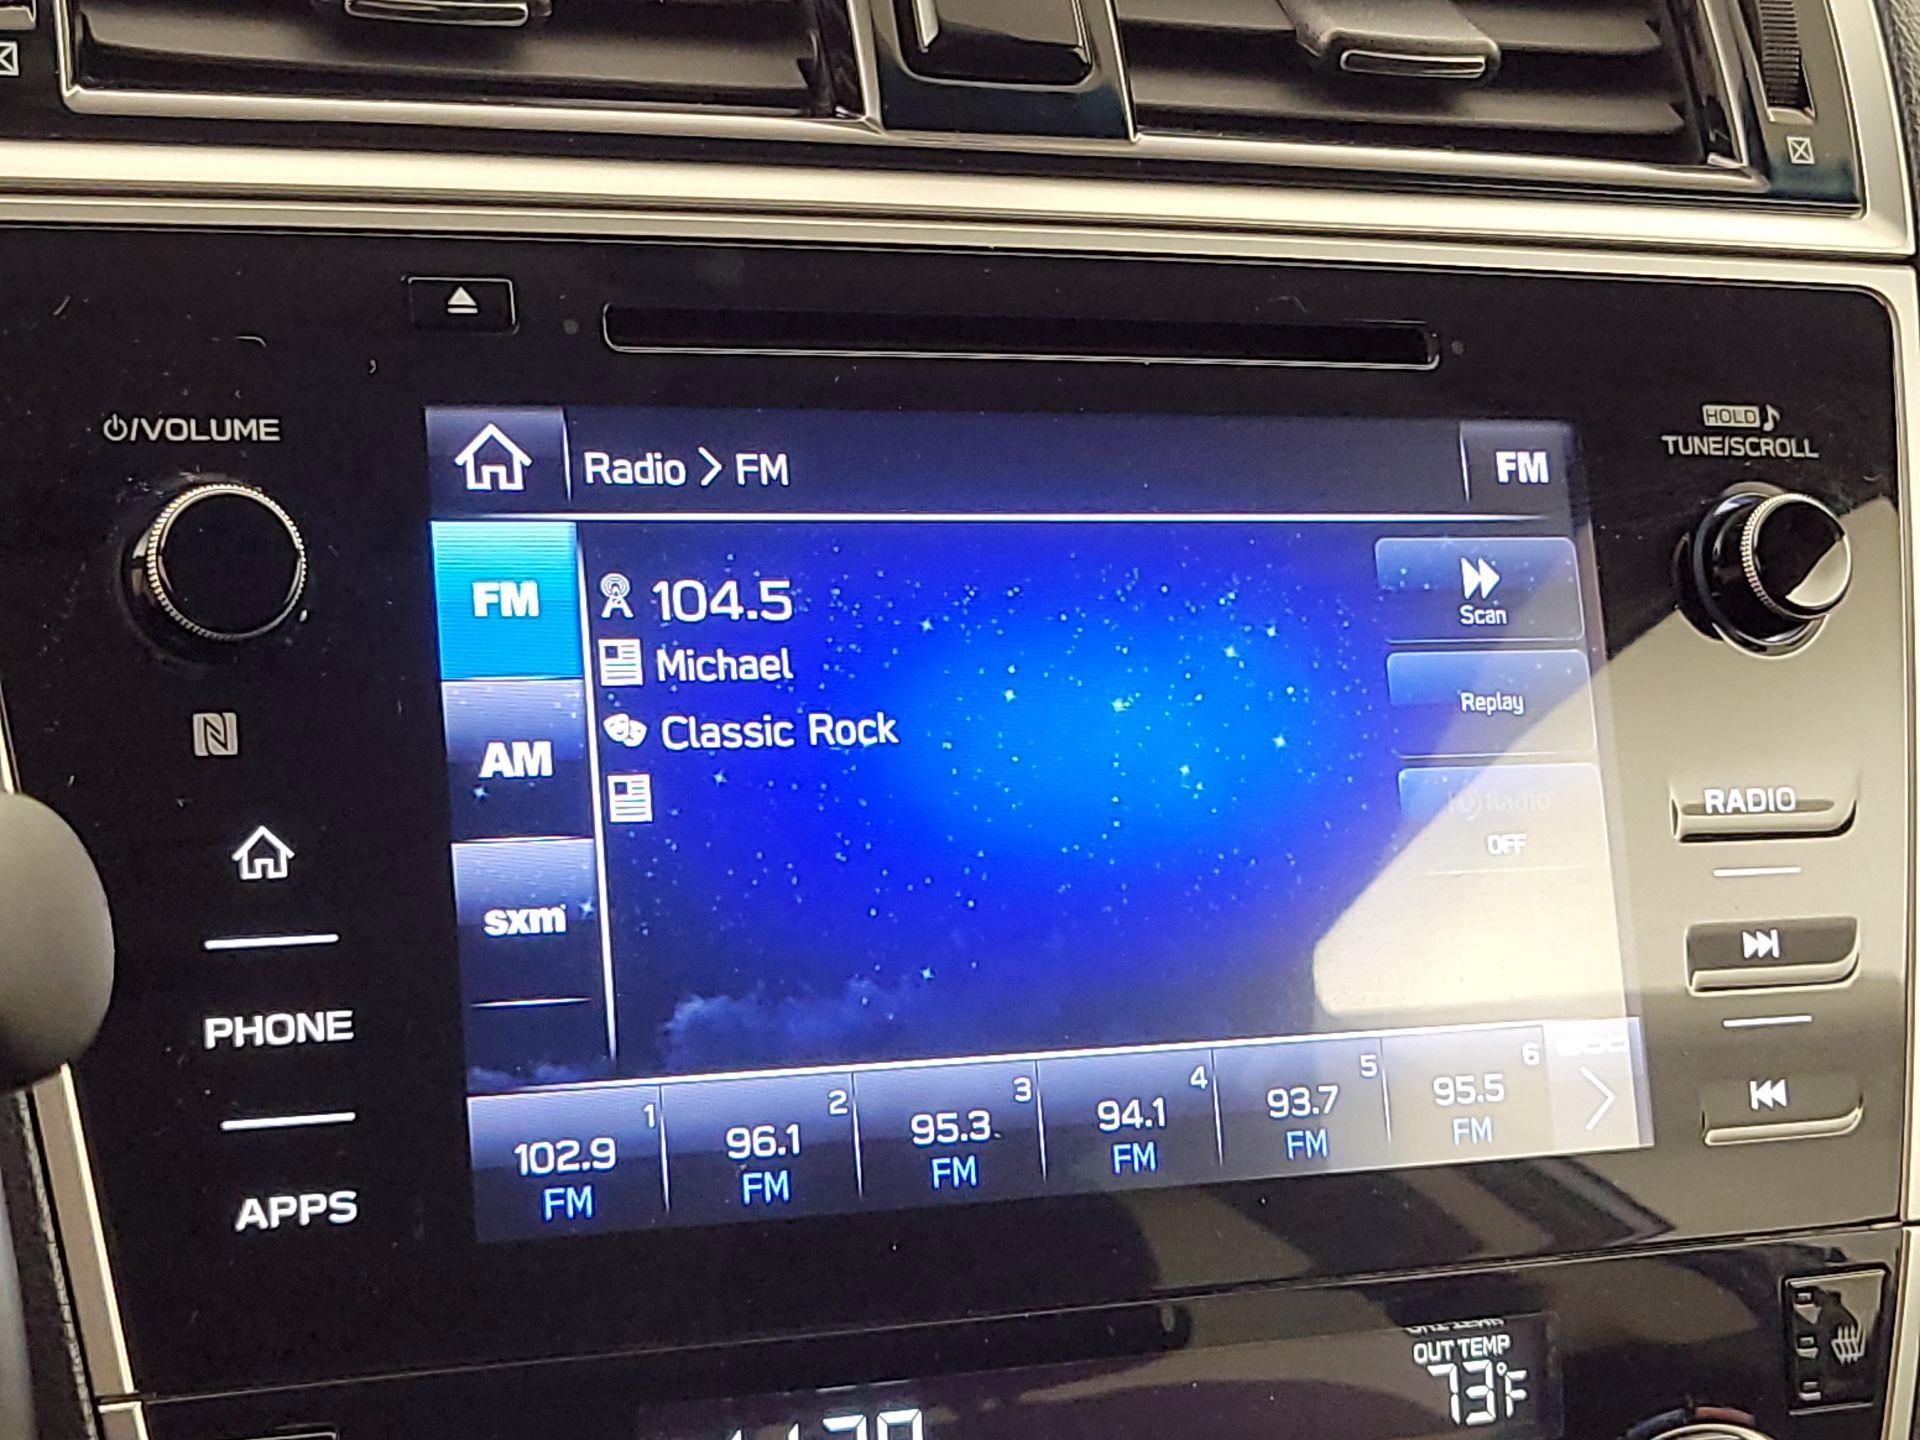 ⏻/VOLUME
HOLD ♪
TUNE/SCROLL
Radio > FM
FM
FM
104.5
Scan
Michael
Replay
AM
Classic Rock
HD Radio
OFF
RADIO
sxm
PHONE
1
2
3
4
5
6
102.9
96.1
95.3
94.1
93.7
95.5
FM
FM
FM
FM
FM
FM
APPS
OUT TEMP
73°F